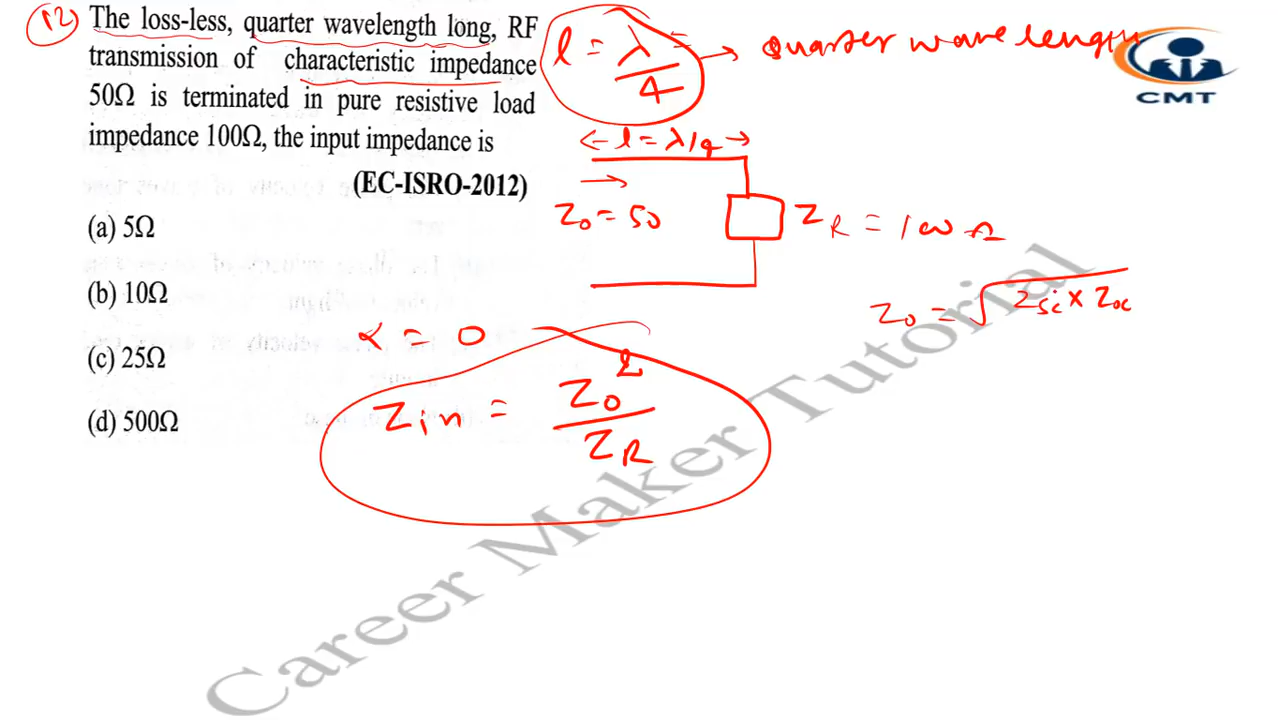 12)
The loss-less, quarter wavelength long, RF
transmission of characteristic impedance
50Ω is terminated in pure resistive load
impedance 100Ω, the input impedance is
(EC-ISRO-2012)
(a) 5Ω
(b) 10Ω
(c) 25Ω
(d) 500Ω
l = λ/4 → quarter wave length
CMT
l = λ/4
Z0 = 50
ZR = 100 Ω
Z0 = √(Zsc × Zoc)
α = 0
Zin = Z0²/ZR
Career Maker Tutorial